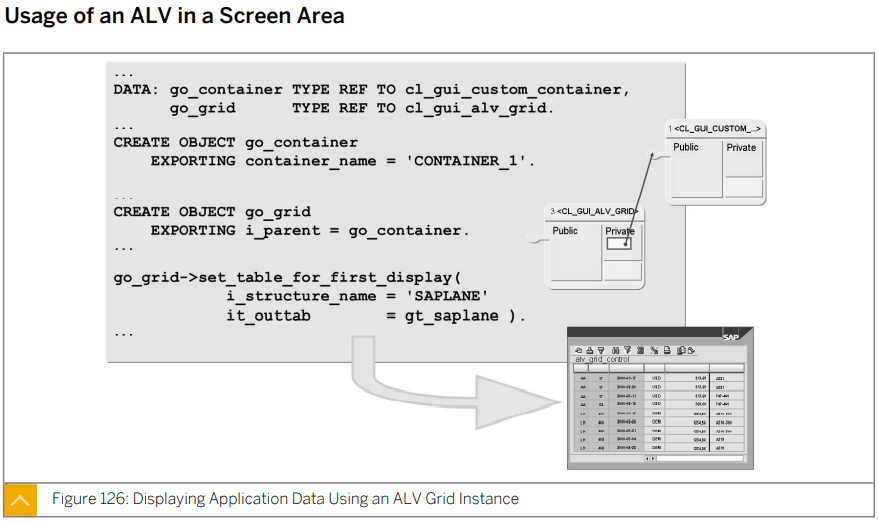 Usage of an ALV in a Screen Area
...
DATA: go_container TYPE REF TO cl_gui_custom_container,
go_grid TYPE REF TO cl_gui_alv_grid.
...
CREATE OBJECT go_container
EXPORTING container_name = 'CONTAINER_1'.
...
CREATE OBJECT go_grid
EXPORTING i_parent = go_container.
...
go_grid->set_table_for_first_display(
i_structure_name = 'SAPLANE'
it_outtab = gt_saplane ).
...
1 <CL_GUI_CUSTOM_...>
Public Private
3 <CL_GUI_ALV_GRID>
Public Private
SAP
alv_grid_control
Figure 126: Displaying Application Data Using an ALV Grid Instance